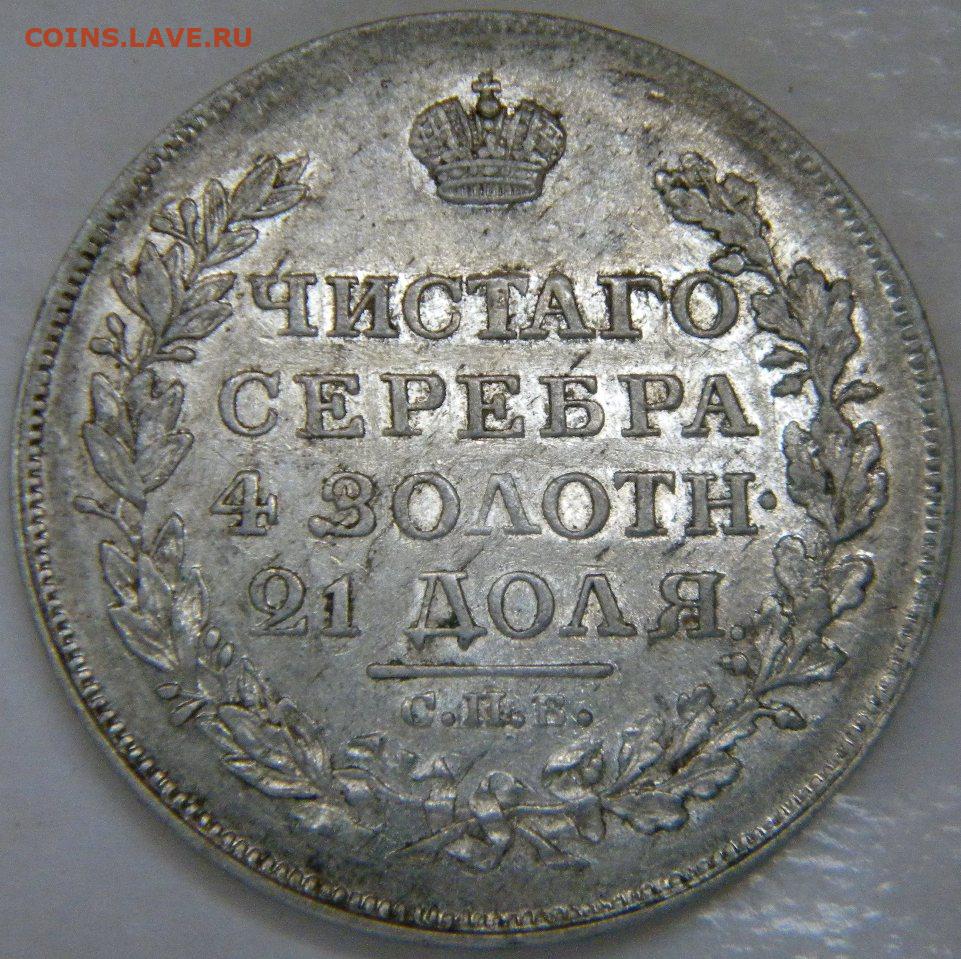 COINS.LAVE.RU
ЧИСТАГО
СЕРЕБРА
4 ЗОЛОТН·
21 ДОЛЯ.
С.П.Б.